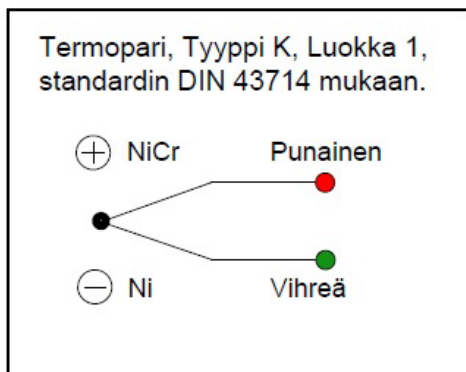 Termopari, Tyyppi K, Luokka 1,
standardin DIN 43714 mukaan.
+ NiCr Punainen
− Ni Vihreä